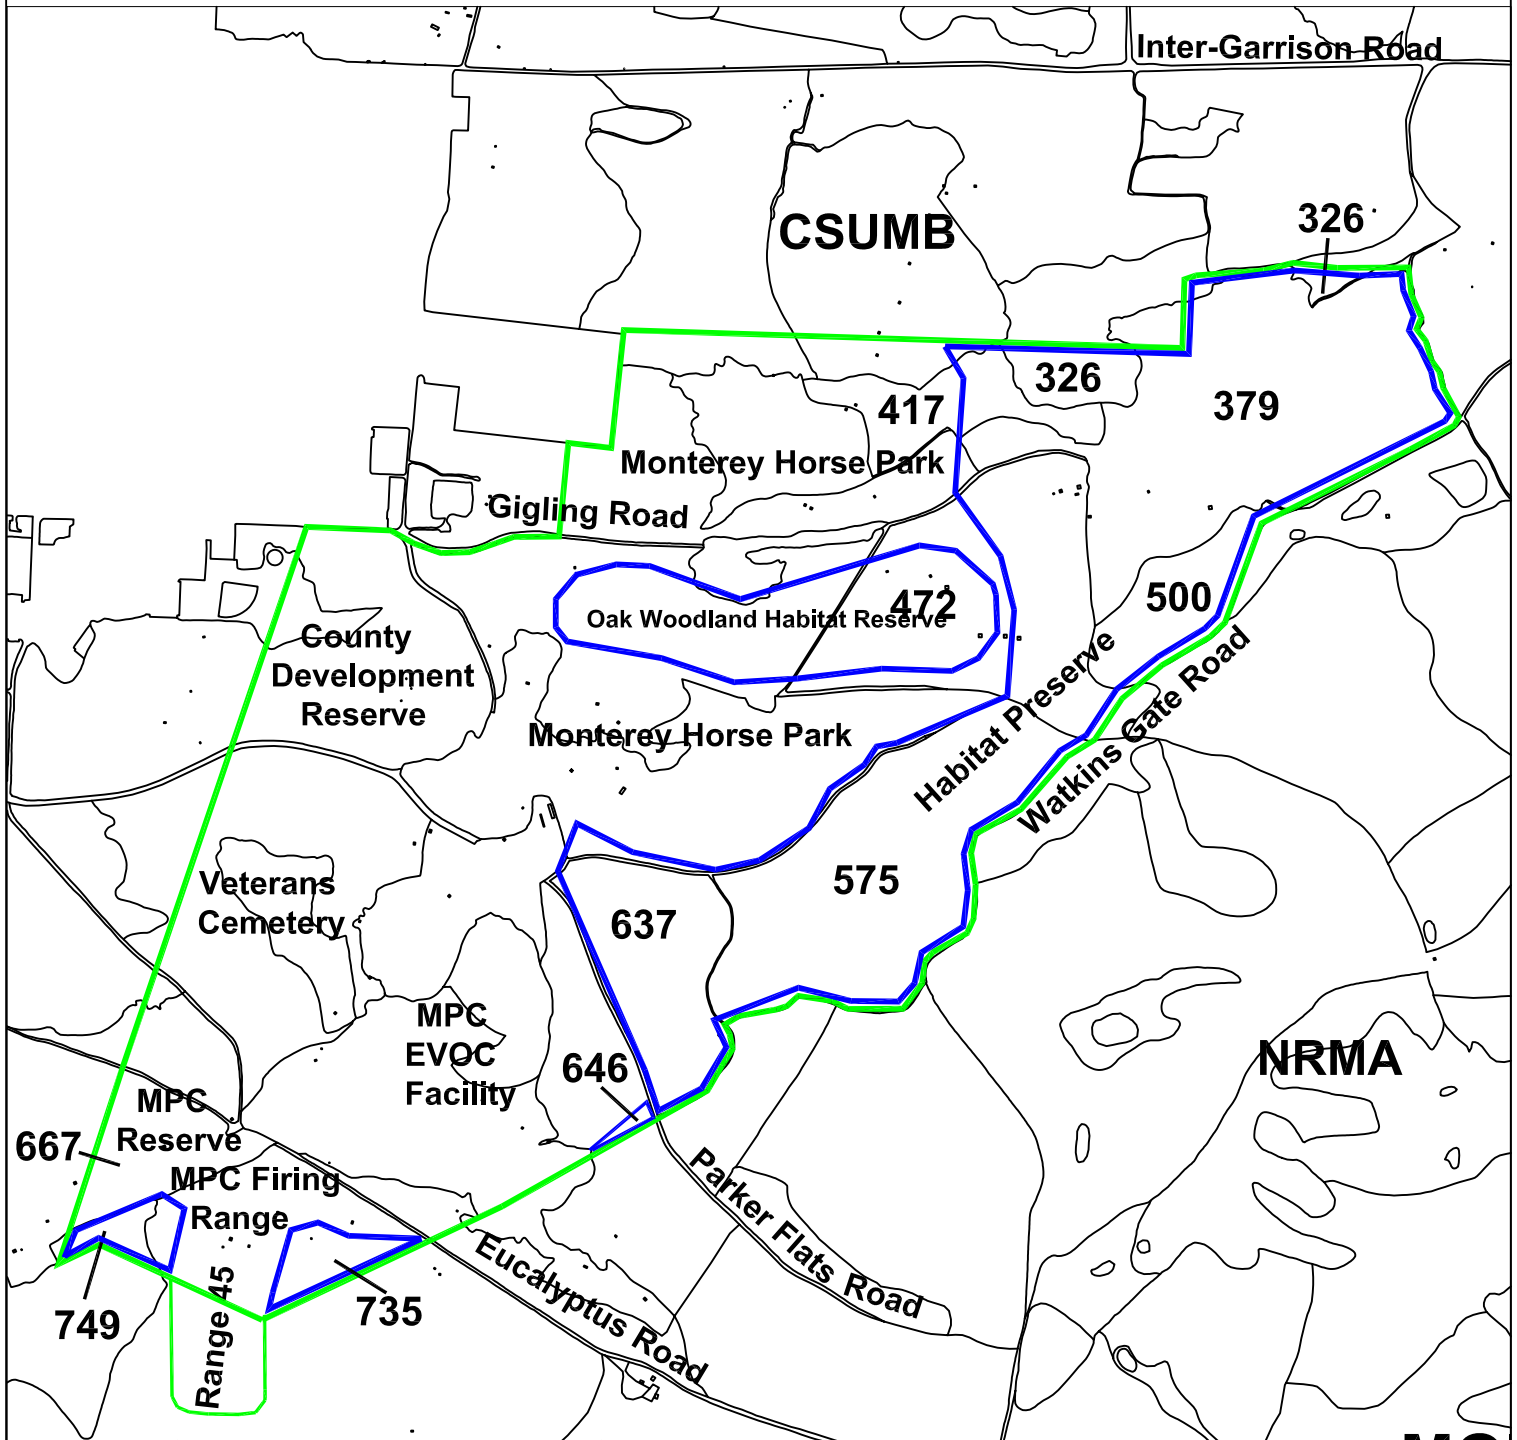 Inter-Garrison Road
326
CSUMB
326
379
417
Monterey Horse Park
Gigling Road
472
Oak Woodland Habitat Reserve
500
County
Development
Reserve
Habitat Preserve
Watkins Gate Road
Monterey Horse Park
575
Veterans
Cemetery
637
MPC
EVOC
Facility
646
NRMA
MPC
Reserve
667
MPC Firing
Range
Parker Flats Road
Eucalyptus Road
Range 45
749
735